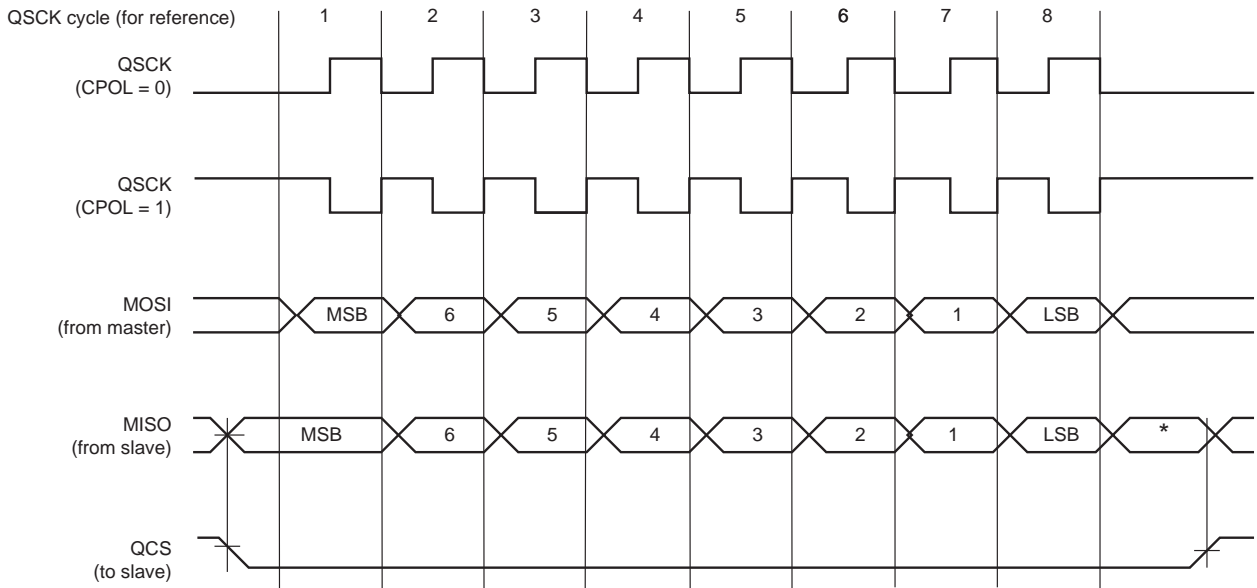 QSCK cycle (for reference) 1 2 3 4 5 6 7 8
QSCK
(CPOL = 0)
QSCK
(CPOL = 1)
MOSI
(from master)
MSB 6 5 4 3 2 1 LSB
MISO
(from slave)
MSB 6 5 4 3 2 1 LSB *
QCS
(to slave)